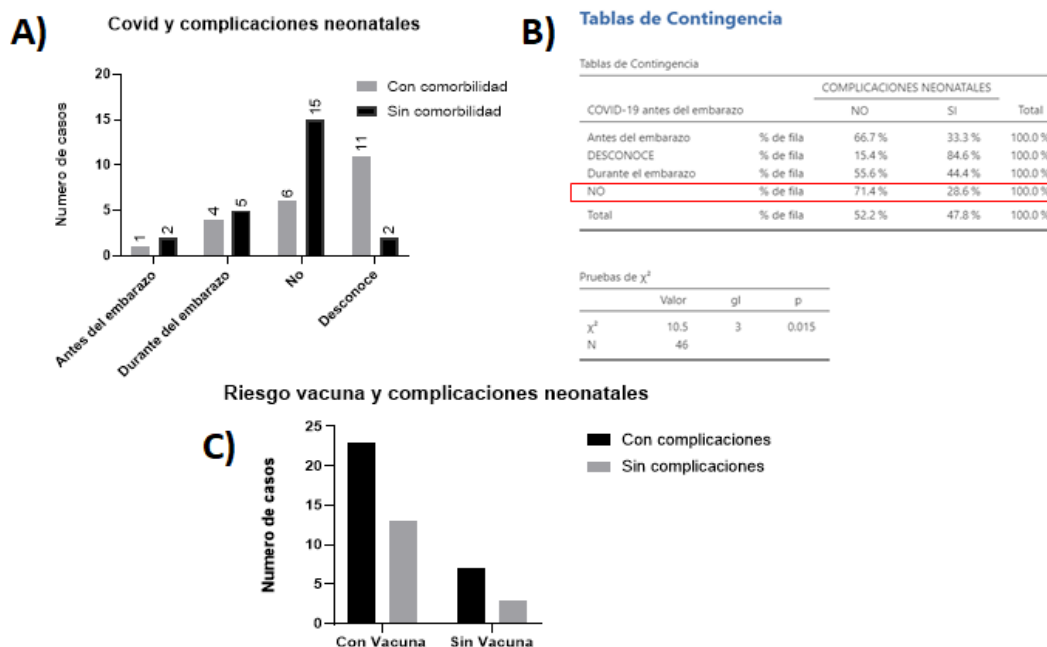 A)
Covid y complicaciones neonatales
Con comorbilidad
Sin comorbilidad
Numero de casos
20
15
10
5
0
1
2
4
5
6
15
11
2
Antes del embarazo
Durante del embarazo
No
Desconoce
B)
Tablas de Contingencia
Tablas de Contingencia
COMPLICACIONES NEONATALES
COVID-19 antes del embarazo NO SI Total
Antes del embarazo % de fila 66.7 % 33.3 % 100.0 %
DESCONOCE % de fila 15.4 % 84.6 % 100.0 %
Durante el embarazo % de fila 55.6 % 44.4 % 100.0 %
NO % de fila 71.4 % 28.6 % 100.0 %
Total % de fila 52.2 % 47.8 % 100.0 %
Pruebas de χ²
Valor gl p
χ² 10.5 3 0.015
N 46
C)
Riesgo vacuna y complicaciones neonatales
Con complicaciones
Sin complicaciones
Numero de casos
25
20
15
10
5
0
Con Vacuna Sin Vacuna